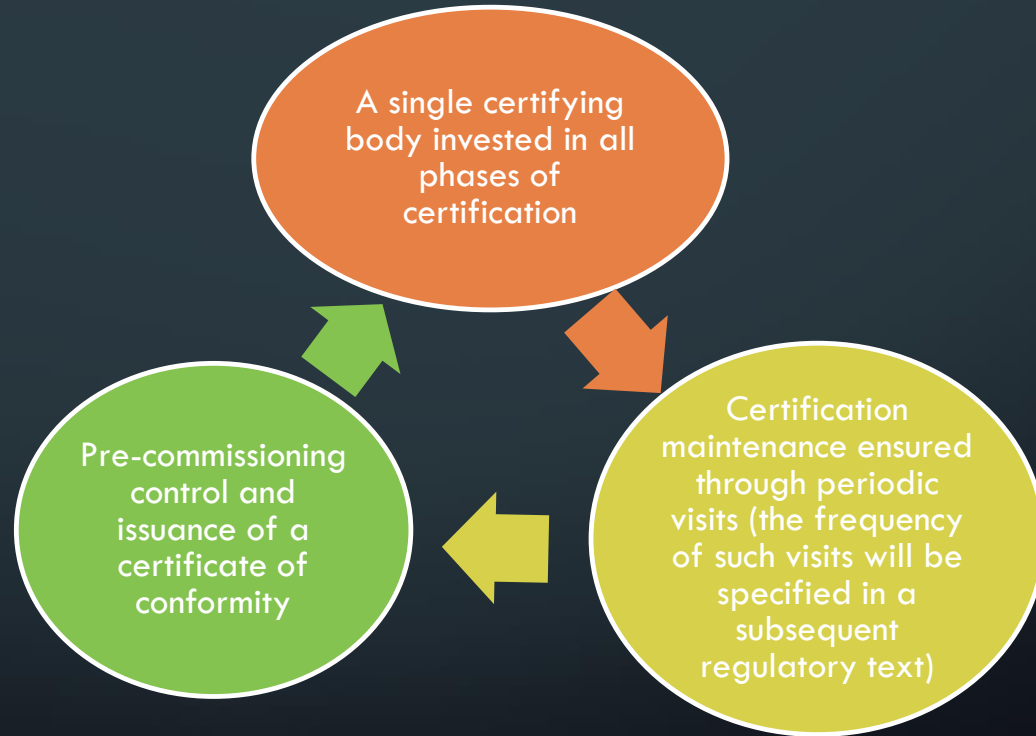 A single certifying
body invested in all
phases of
certification
Certification
maintenance ensured
through periodic
visits (the frequency
of such visits will be
specified in a
subsequent
regulatory text)
Pre-commissioning
control and
issuance of a
certificate of
conformity